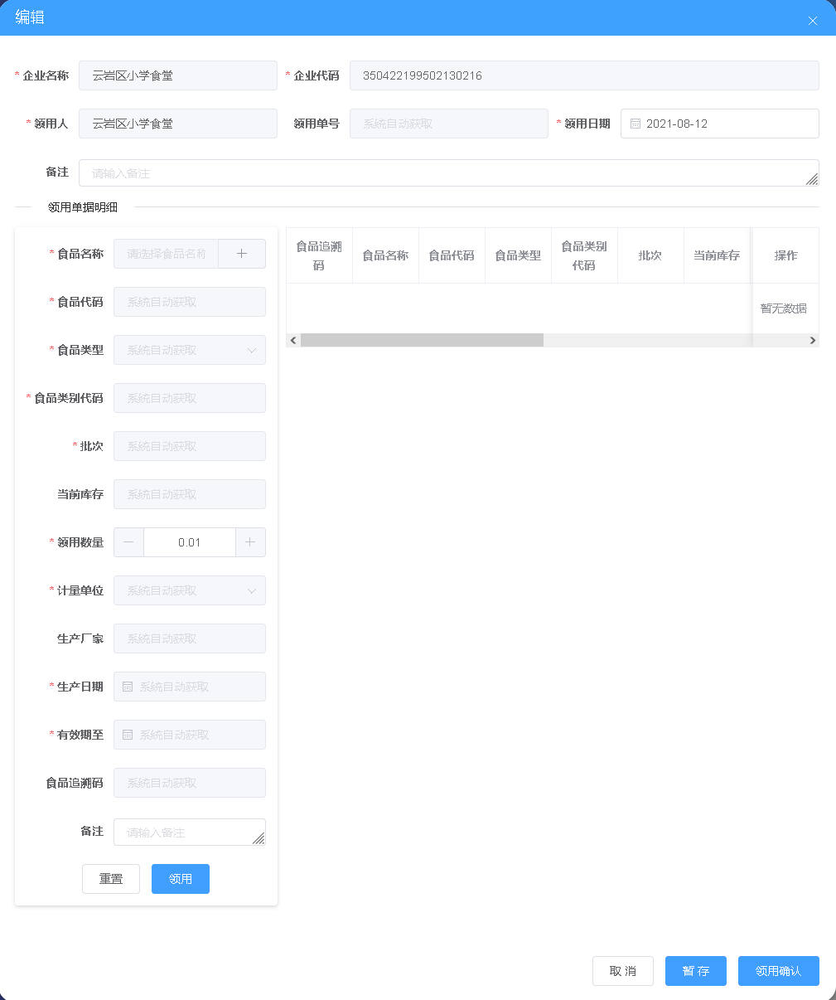 编辑
* 企业名称 云岩区小学食堂 * 企业代码 350422199502130216
* 领用人 云岩区小学食堂 领用单号 系统自动获取 * 领用日期 2021-08-12
备注 请输入备注
领用单据明细
* 食品名称 请选择食品名称
* 食品代码 系统自动获取
* 食品类型 系统自动获取
* 食品类别代码 系统自动获取
* 批次 系统自动获取
当前库存 系统自动获取
* 领用数量 0.01
* 计量单位 系统自动获取
生产厂家 系统自动获取
* 生产日期 系统自动获取
* 有效期至 系统自动获取
食品追溯码 系统自动获取
备注 请输入备注
重置 领用
食品追溯码 食品名称 食品代码 食品类型 食品类别代码 批次 当前库存 操作
暂无数据
取 消 暂 存 领用确认